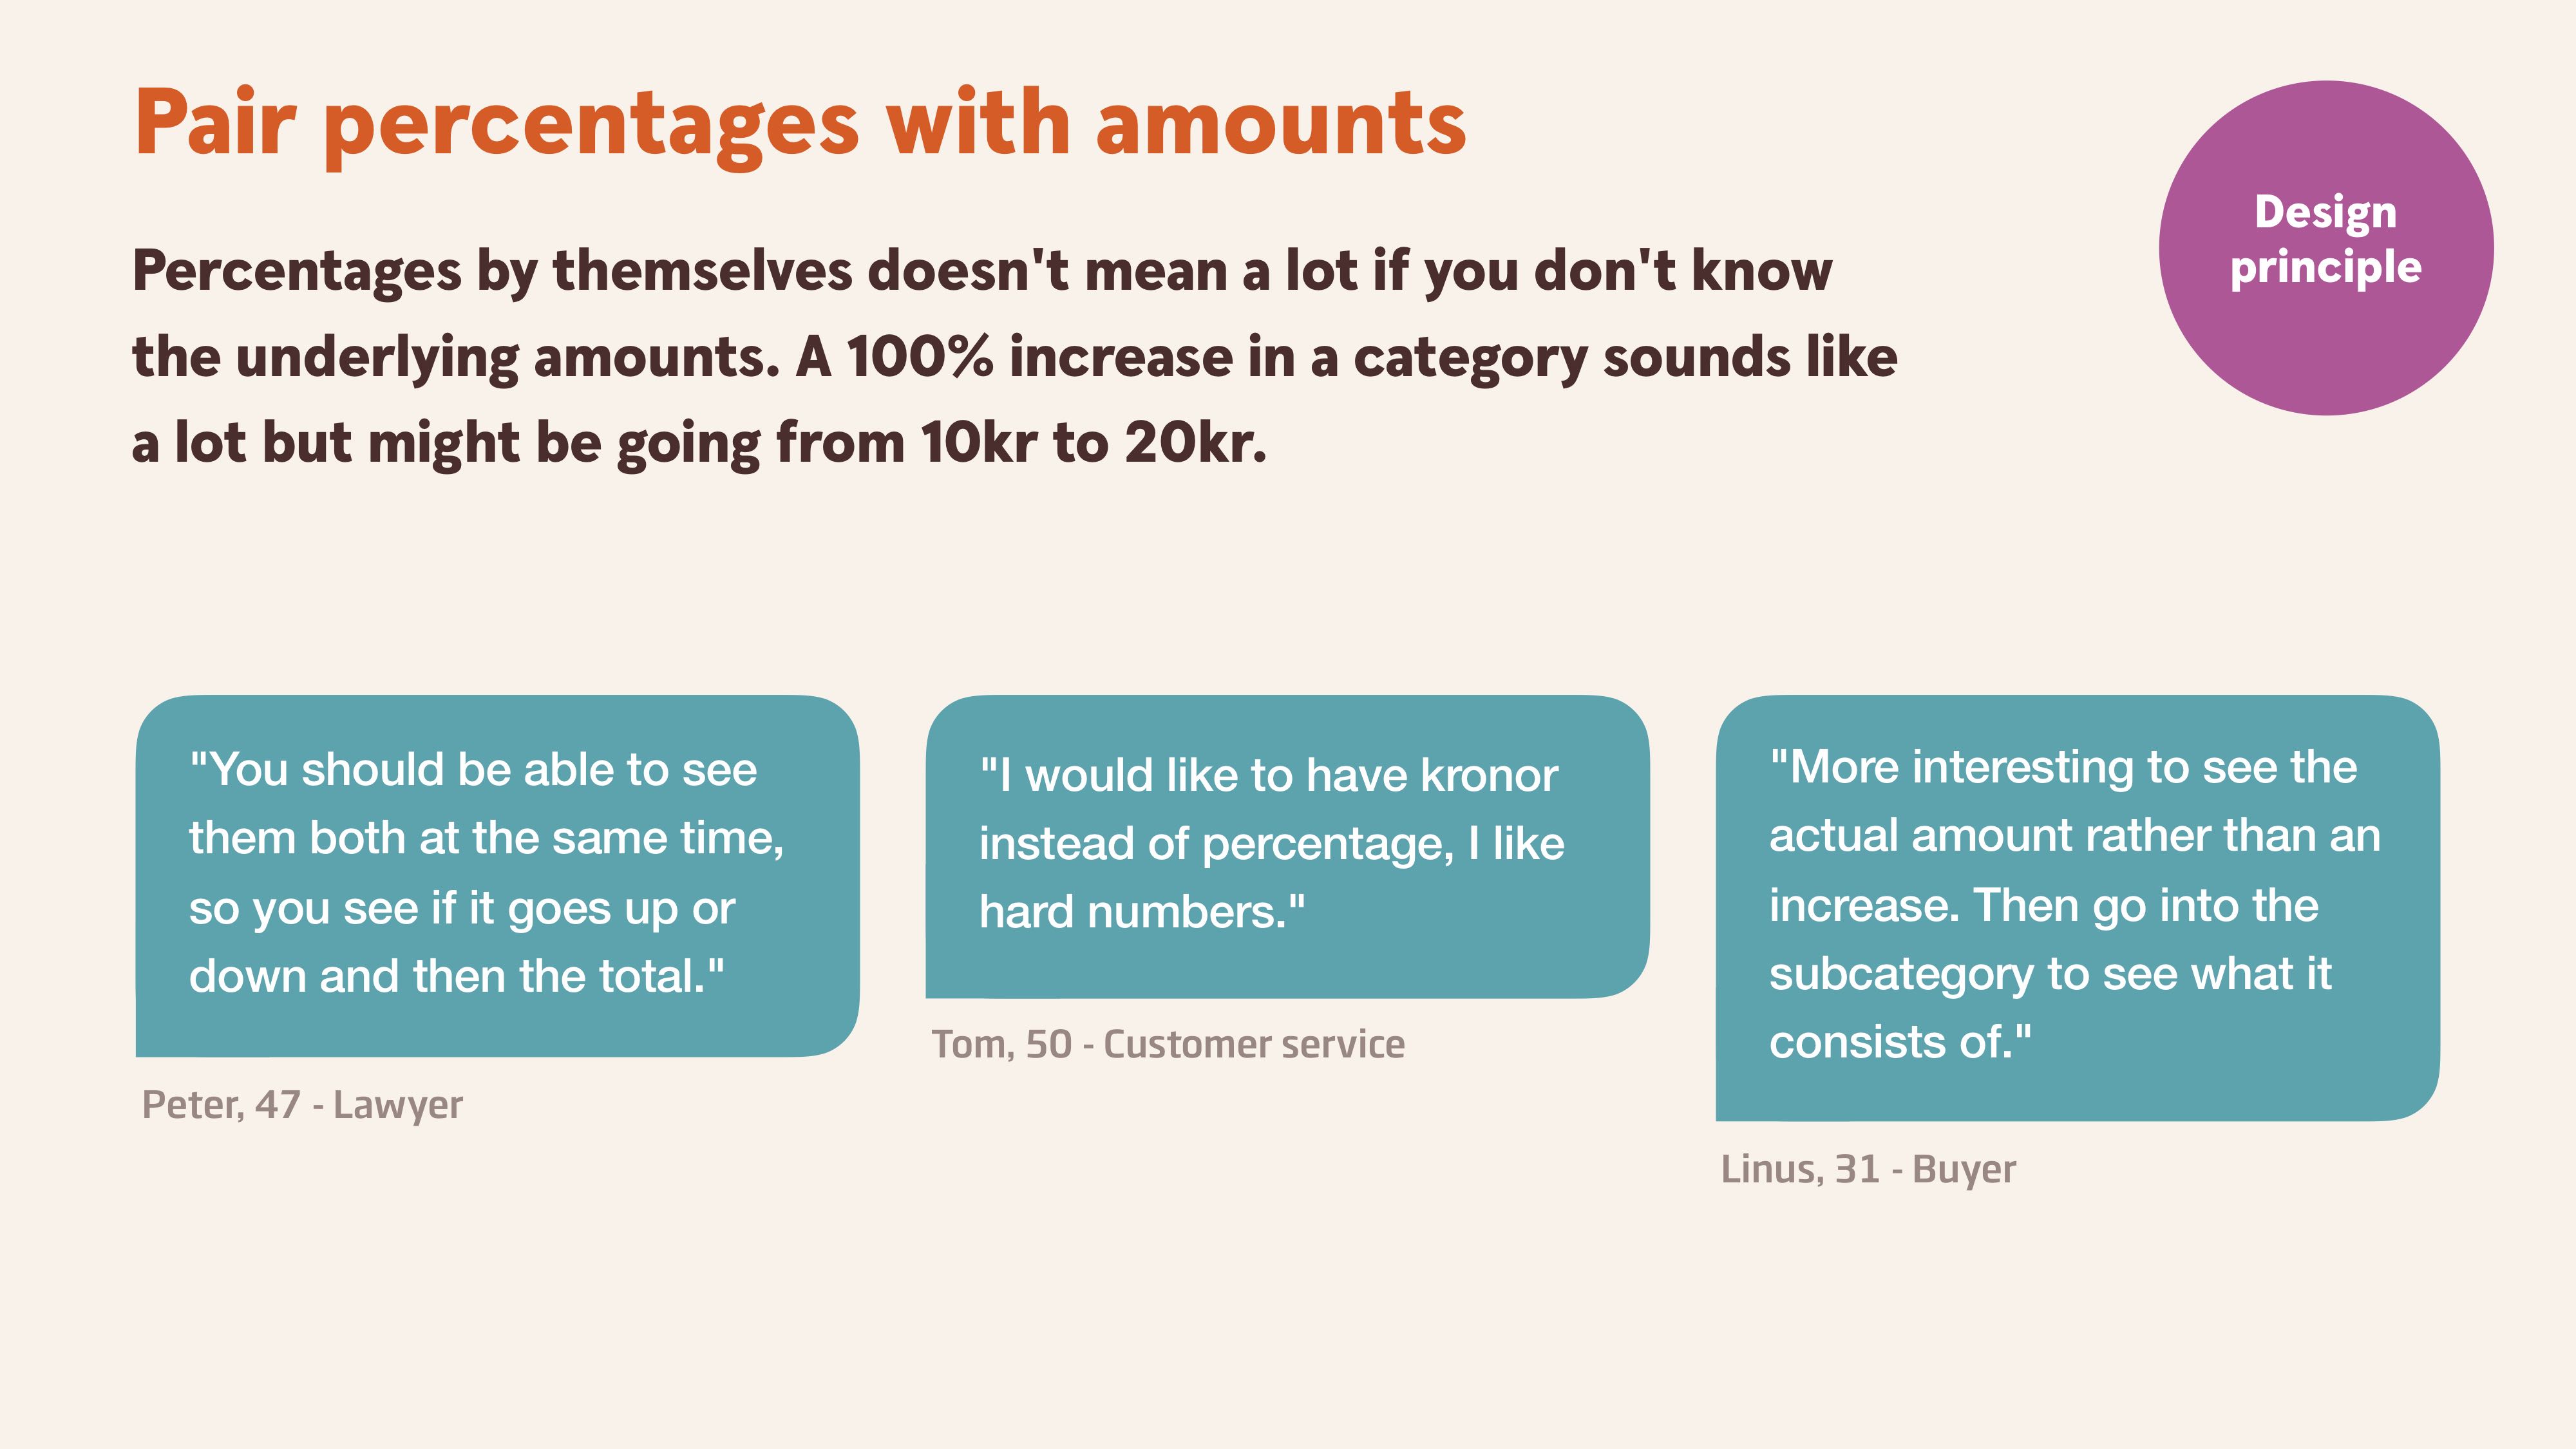 Pair percentages with amounts
Design
principle
Percentages by themselves doesn't mean a lot if you don't know
the underlying amounts. A 100% increase in a category sounds like
a lot but might be going from 10kr to 20kr.
"You should be able to see
them both at the same time,
so you see if it goes up or
down and then the total."
Peter, 47 - Lawyer
"I would like to have kronor
instead of percentage, I like
hard numbers."
Tom, 50 - Customer service
"More interesting to see the
actual amount rather than an
increase. Then go into the
subcategory to see what it
consists of."
Linus, 31 - Buyer